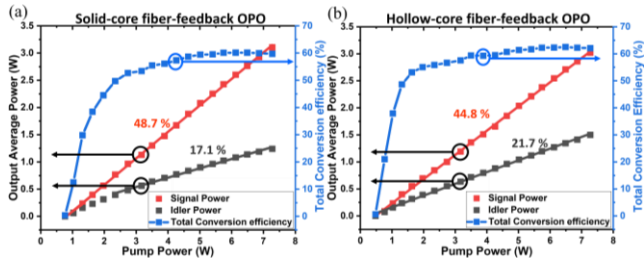 (a) Solid-core fiber-feedback OPO
Output Average Power (W)
3.5
3.0
2.5
2.0
1.5
1.0
0.5
0.0
48.7 %
17.1 %
Signal Power
Idler Power
Total Conversion efficiency
0 1 2 3 4 5 6 7 8
Pump Power (W)
70
60
50
40
30
20
10
0
Total Conversion efficiency (%)
(b) Hollow-core fiber-feedback OPO
Output Average Power (W)
3.5
3.0
2.5
2.0
1.5
1.0
0.5
0.0
44.8 %
21.7 %
Signal Power
Idler Power
Total Conversion efficiency
0 1 2 3 4 5 6 7 8
Pump Power (W)
70
60
50
40
30
20
10
0
Total Conversion Efficiency (%)